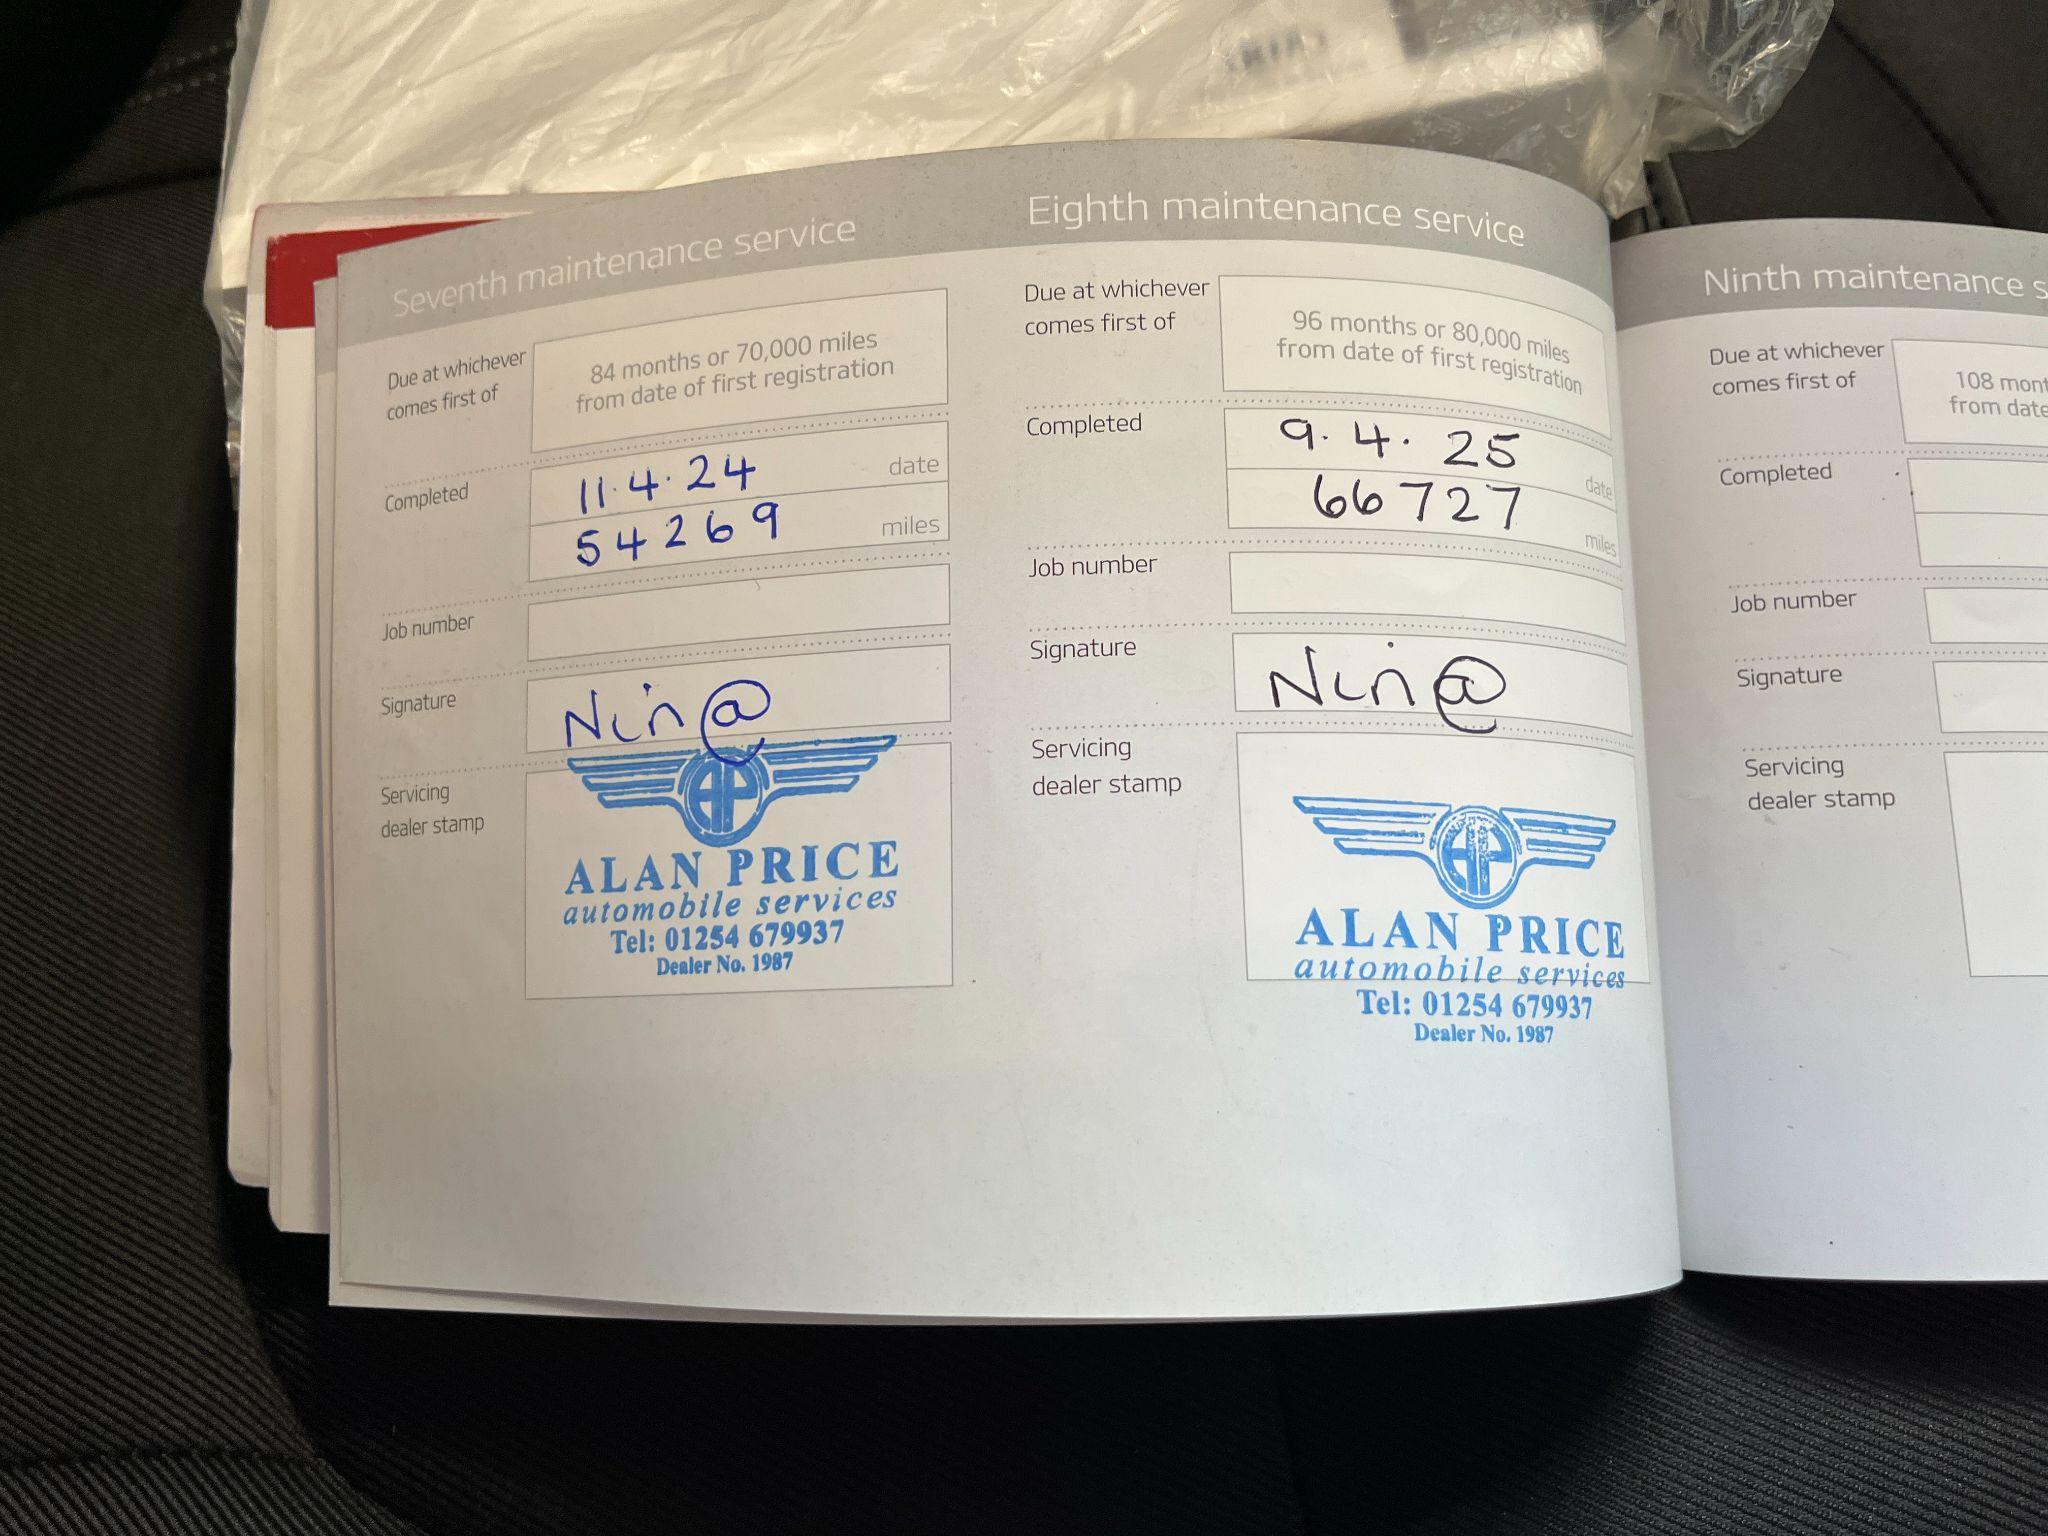 Seventh maintenance service
Due at whichever
comes first of
84 months or 70,000 miles
from date of first registration
Completed
11.4.24
date
54269
miles
Job number
Signature
Nin@
Servicing
dealer stamp
AP
ALAN PRICE
automobile services
Tel: 01254 679937
Dealer No. 1987
Eighth maintenance service
Due at whichever
comes first of
96 months or 80,000 miles
from date of first registration
Completed
9.4.25
date
66727
miles
Job number
Signature
Nin@
Servicing
dealer stamp
AP
ALAN PRICE
automobile services
Tel: 01254 679937
Dealer No. 1987
Ninth maintenance s
Due at whichever
comes first of
108 mont
from date
Completed
Job number
Signature
Servicing
dealer stamp